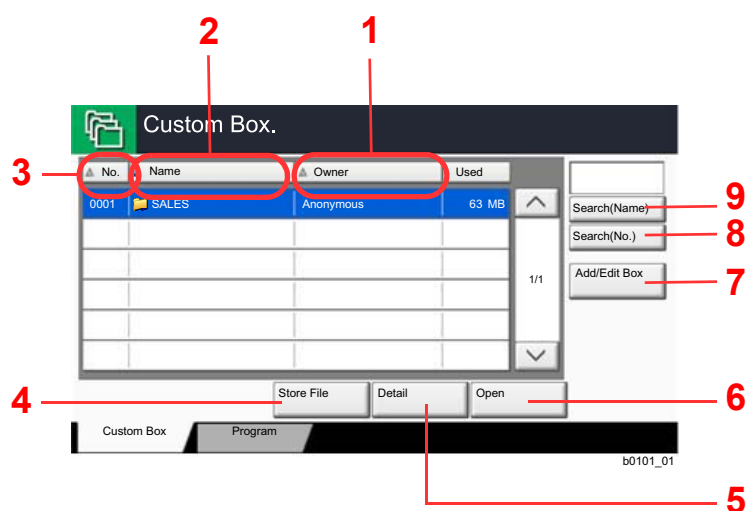 2
1
Custom Box.
3
No.
Name
Owner
Used
0001
SALES
Anonymous
63 MB
Search(Name)
9
Search(No.)
8
1/1
Add/Edit Box
7
4
Store File
Detail
Open
6
Custom Box
Program
b0101_01
5